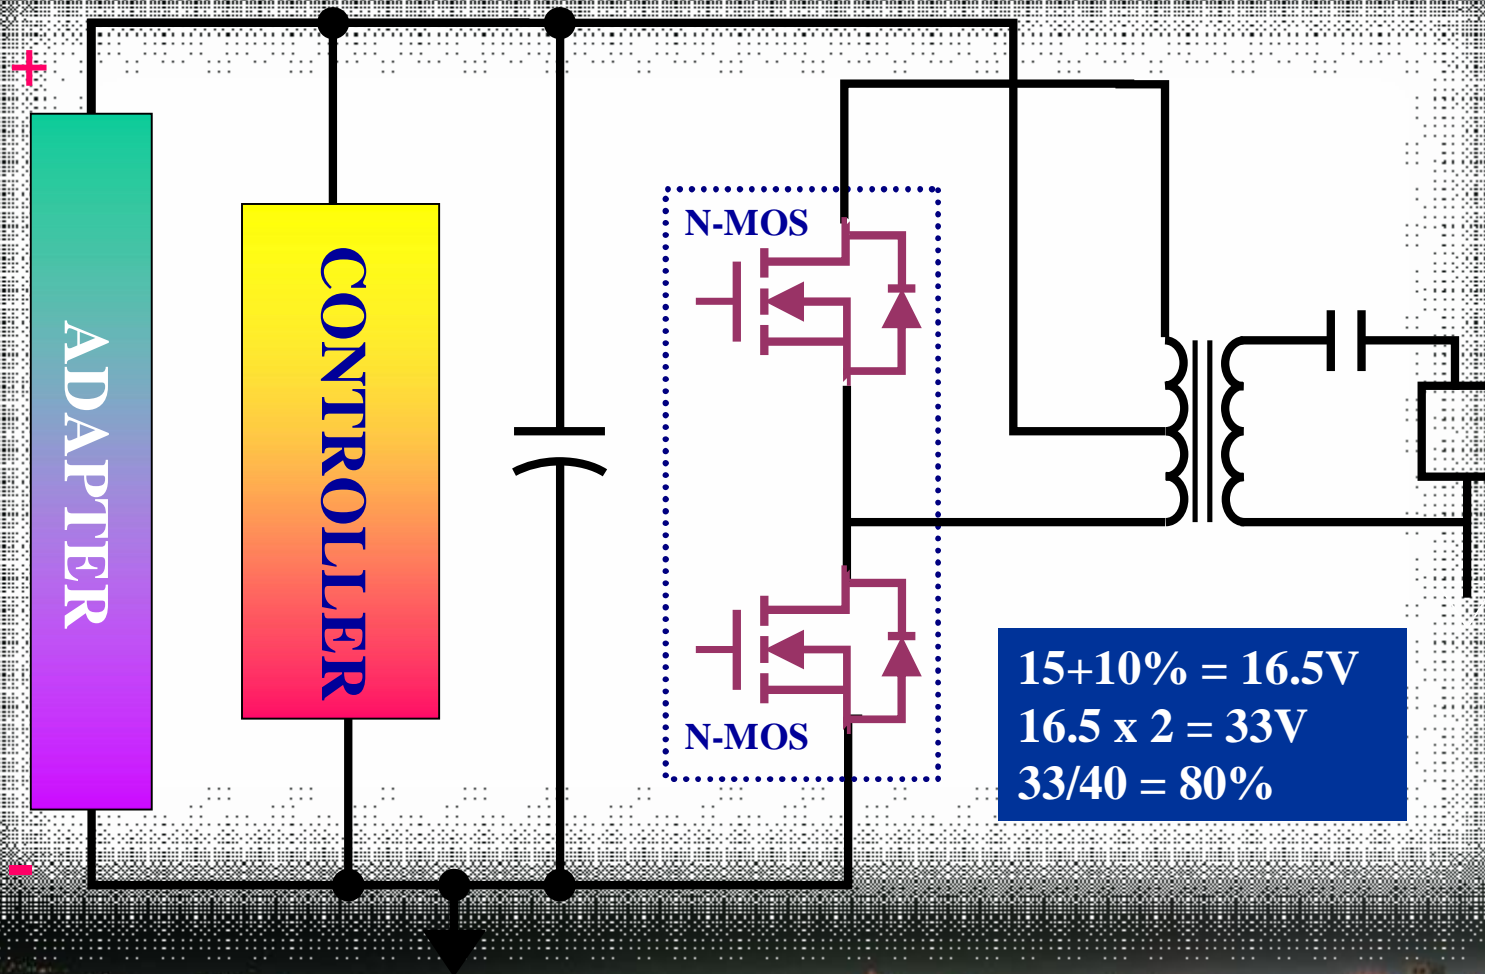 +
ADAPTER
-
CONTROLLER
N-MOS
N-MOS
15+10% = 16.5V
16.5 x 2 = 33V
33/40 = 80%